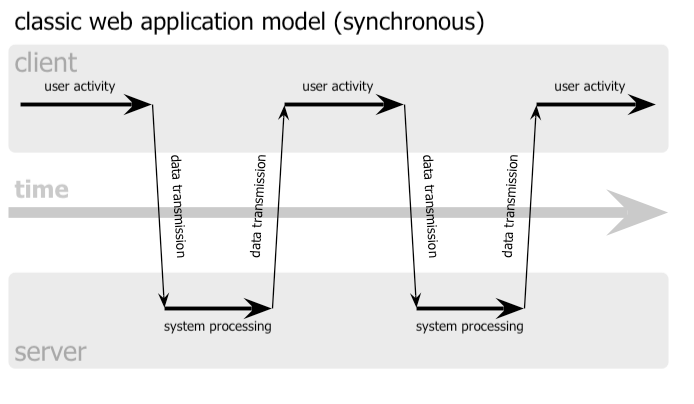 classic web application model (synchronous)
client
user activity
user activity
user activity
data transmission
data transmission
data transmission
data transmission
time
system processing
system processing
server